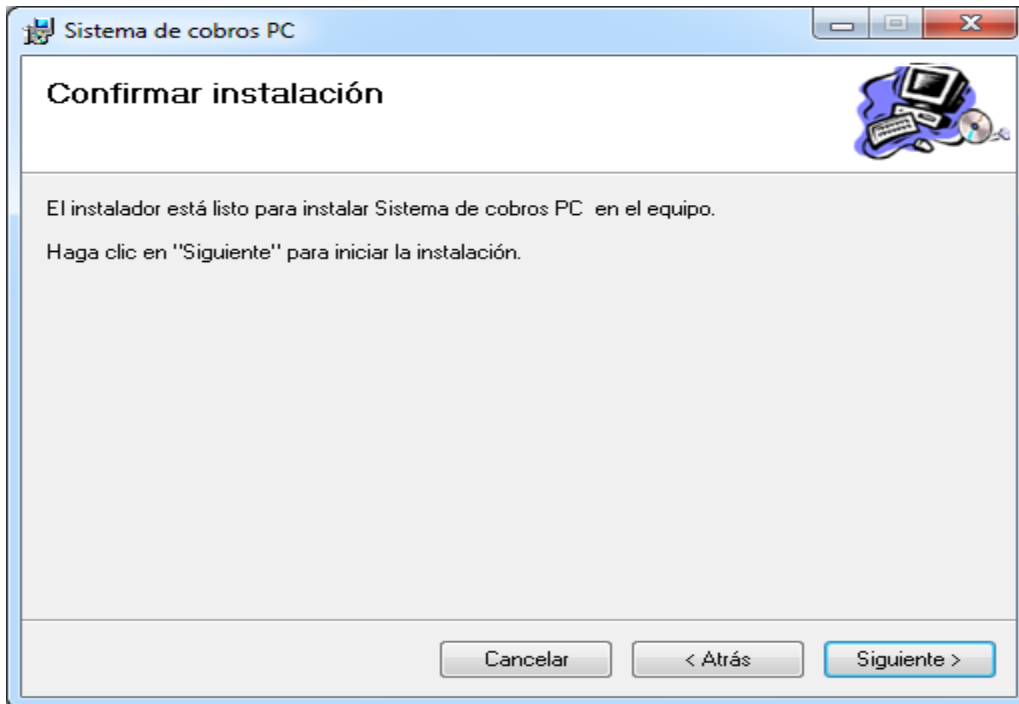 Sistema de cobros PC
Confirmar instalación
El instalador está listo para instalar Sistema de cobros PC  en el equipo.
Haga clic en "Siguiente" para iniciar la instalación.
Cancelar
< Atrás
Siguiente >